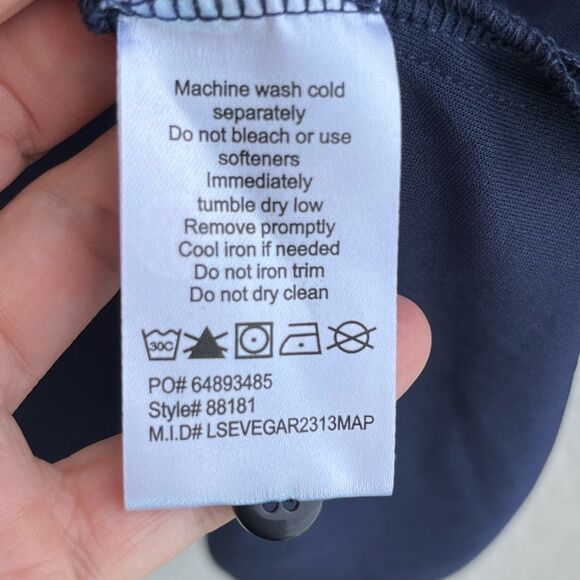 Machine wash cold
separately
Do not bleach or use
softeners
Immediately
tumble dry low
Remove promptly
Cool iron if needed
Do not iron trim
Do not dry clean
30C
PO# 64893485
Style# 88181
M.I.D# LSEVEGAR2313MAP